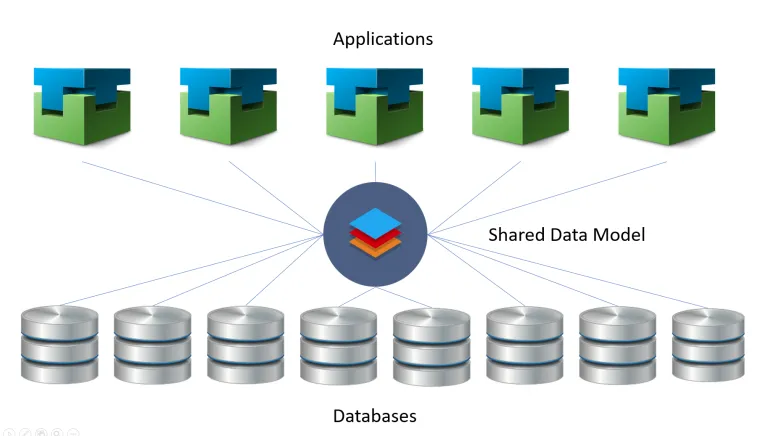 Applications
Shared Data Model
Databases